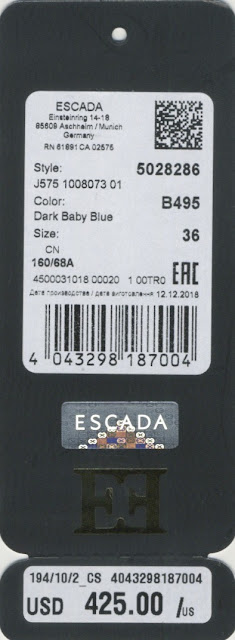 ESCADA
Einsteinring 14-18
85609 Aschheim / Munich
Germany
RN 61891 CA 02575
Style: 5028286
J575 1008073 01
Color: B495
Dark Baby Blue
Size: 36
CN
160/68A
4500031018 00020 1 00TR0 EAC
Дата производства / дата виготовлення 12.12.2018
4 043298 187004
ESCADA
EE
194/10/2_CS 4043298187004
USD 425.00 /US